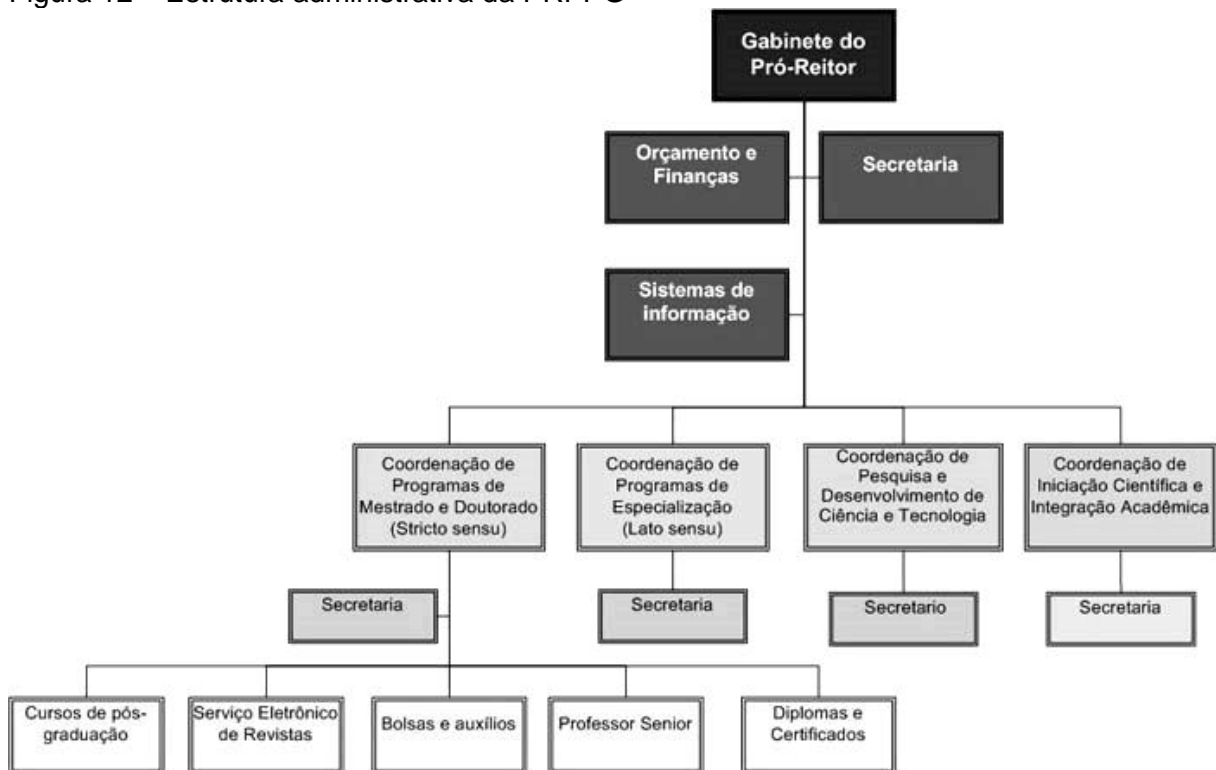 Gabinete do
Pró-Reitor
Orçamento e
Finanças
Secretaria
Sistemas de
informação
Coordenação de
Programas de
Mestrado e Doutorado
(Stricto sensu)
Coordenação de
Programas de
Especialização
(Lato sensu)
Coordenação de
Pesquisa e
Desenvolvimento de
Ciência e Tecnologia
Coordenação de
Iniciação Científica e
Integração Acadêmica
Secretaria
Secretaria
Secretario
Secretaria
Cursos de pós-
graduação
Serviço Eletrônico
de Revistas
Bolsas e auxílios
Professor Senior
Diplomas e
Certificados